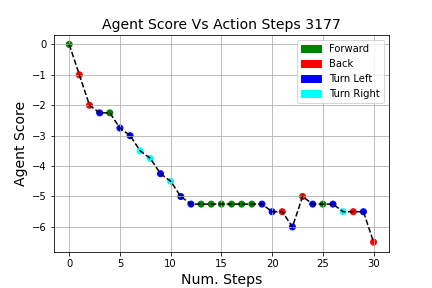 Agent Score Vs Action Steps 3177
Forward
Back
Turn Left
Turn Right
Agent Score
0
−1
−2
−3
−4
−5
−6
0 5 10 15 20 25 30
Num. Steps